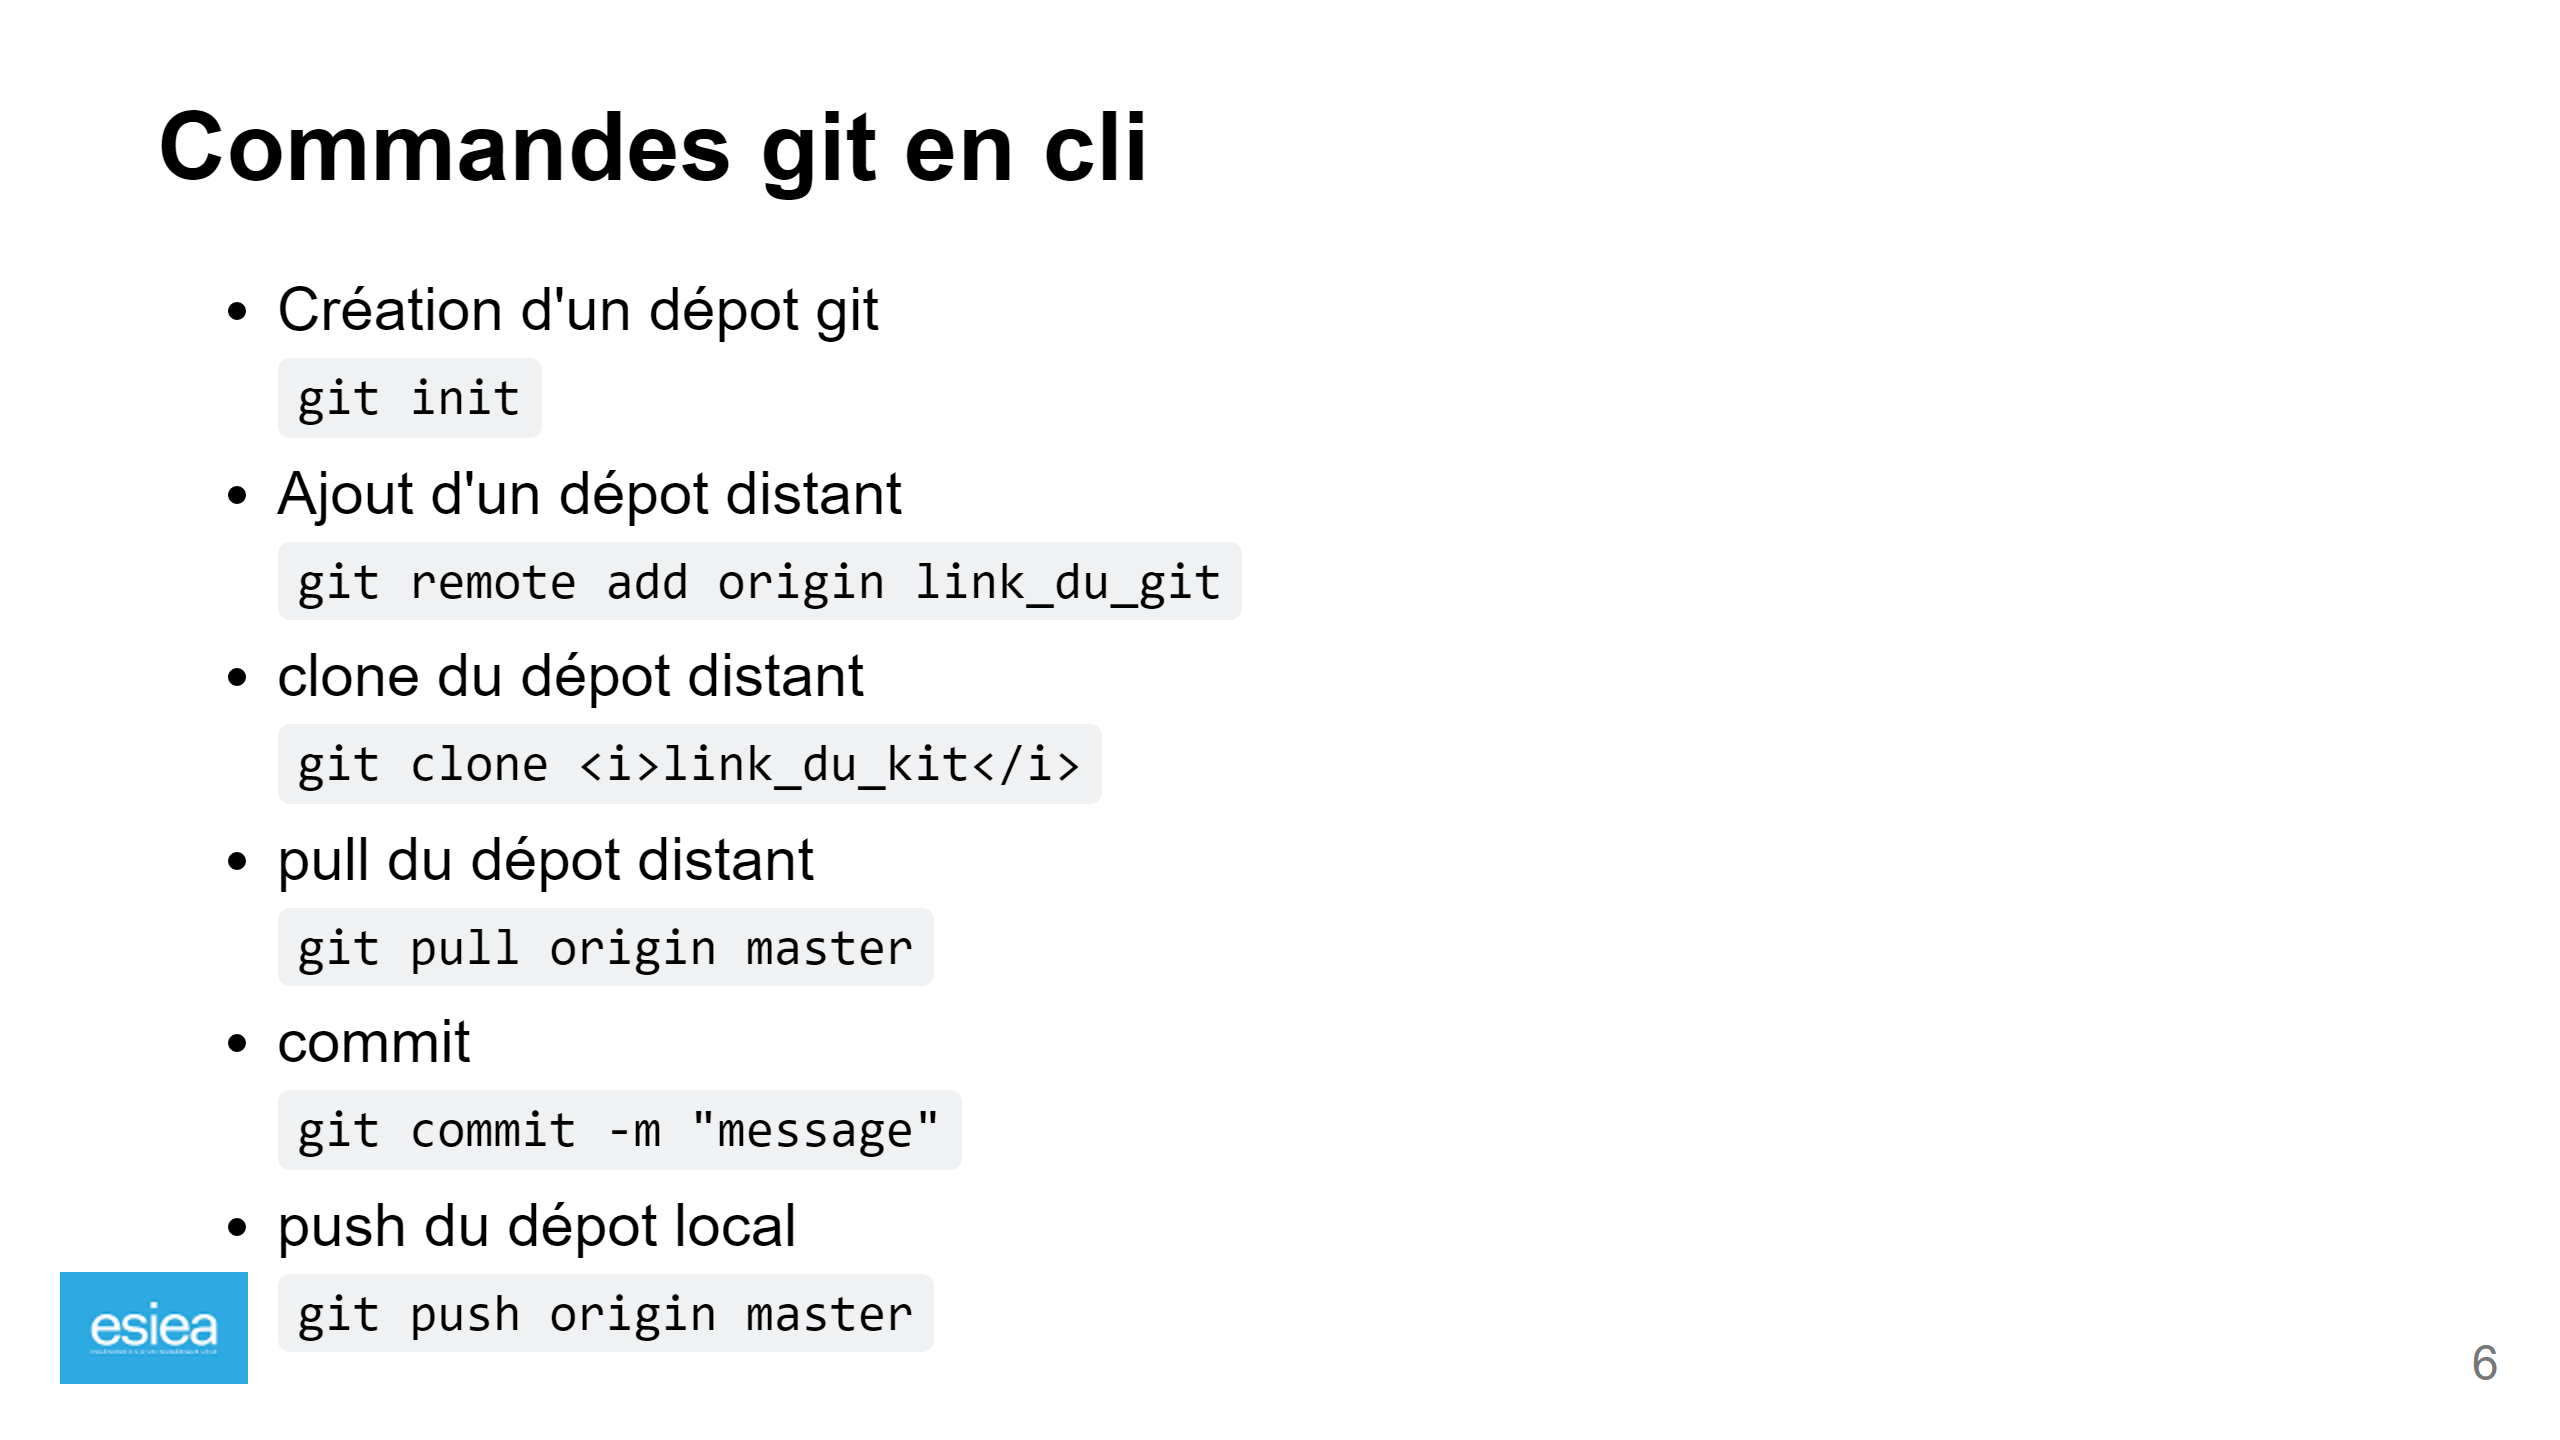 Commandes git en cli
Création d'un dépot git
git init
Ajout d'un dépot distant
git remote add origin link_du_git
clone du dépot distant
git clone <i>link_du_kit</i>
pull du dépot distant
git pull origin master
commit
git commit -m "message"
push du dépot local
git push origin master
esiea
6